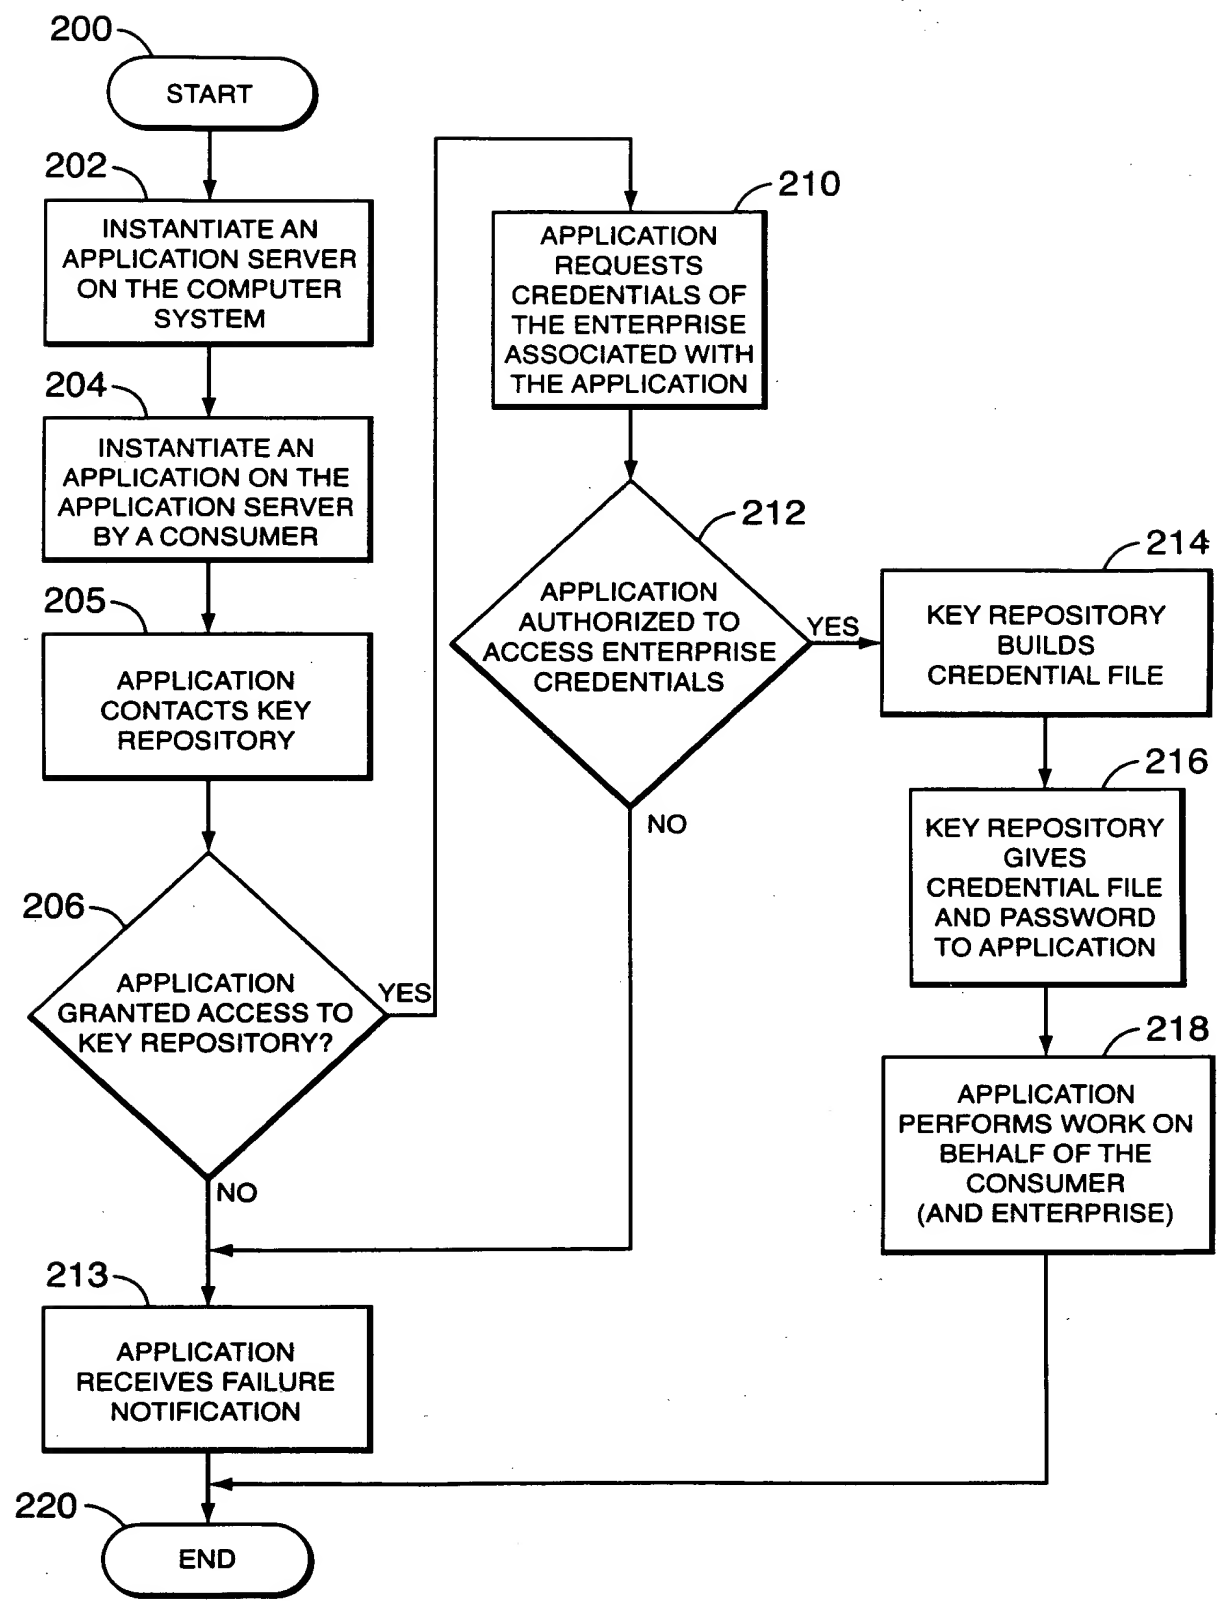 200
START
202
INSTANTIATE AN
APPLICATION SERVER
ON THE COMPUTER
SYSTEM
204
INSTANTIATE AN
APPLICATION ON THE
APPLICATION SERVER
BY A CONSUMER
205
APPLICATION
CONTACTS KEY
REPOSITORY
206
APPLICATION
GRANTED ACCESS TO
KEY REPOSITORY?
YES
NO
210
APPLICATION
REQUESTS
CREDENTIALS OF
THE ENTERPRISE
ASSOCIATED WITH
THE APPLICATION
212
APPLICATION
AUTHORIZED TO
ACCESS ENTERPRISE
CREDENTIALS
YES
NO
214
KEY REPOSITORY
BUILDS
CREDENTIAL FILE
216
KEY REPOSITORY
GIVES
CREDENTIAL FILE
AND PASSWORD
TO APPLICATION
218
APPLICATION
PERFORMS WORK ON
BEHALF OF THE
CONSUMER
(AND ENTERPRISE)
213
APPLICATION
RECEIVES FAILURE
NOTIFICATION
220
END